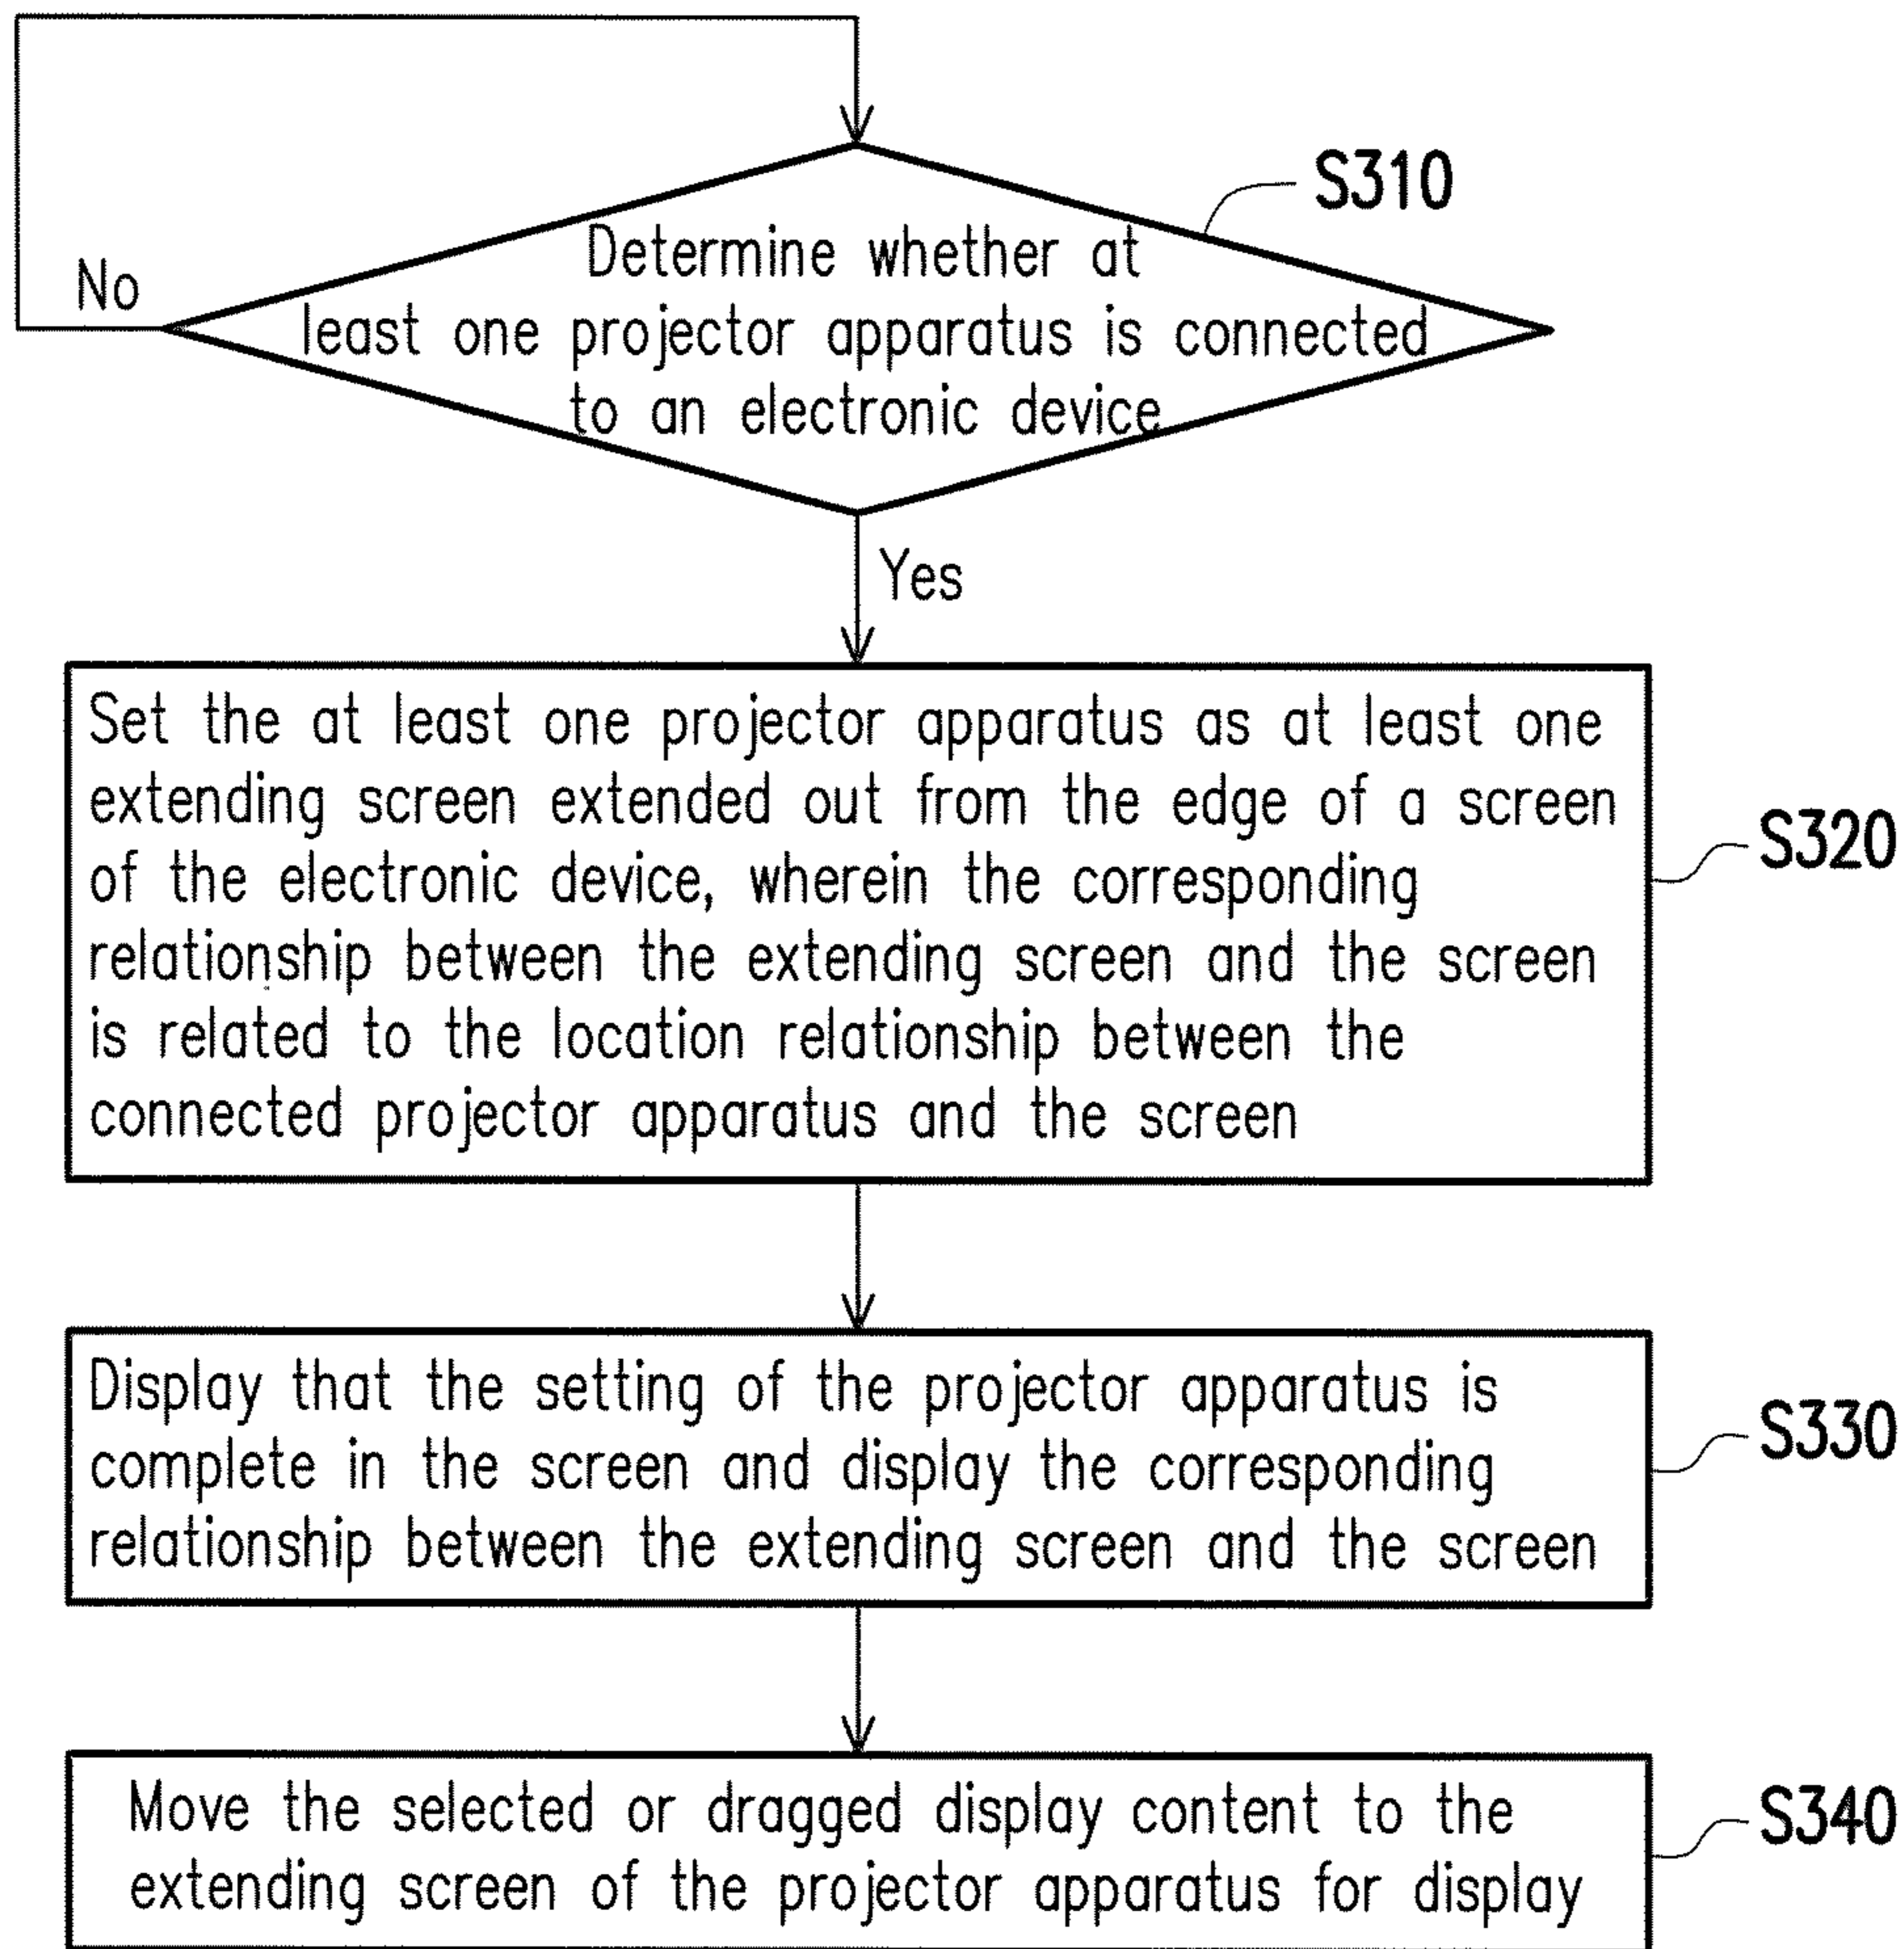 S310
Determine whether at
No
least one projector apparatus is connected
to an electronic device
Yes
Set the at least one projector apparatus as at least one
extending screen extended out from the edge of a screen
of the electronic device, wherein the corresponding
relationship between the extending screen and the screen
is related to the location relationship between the
connected projector apparatus and the screen
S320
Display that the setting of the projector apparatus is
complete in the screen and display the corresponding
relationship between the extending screen and the screen
S330
Move the selected or dragged display content to the
extending screen of the projector apparatus for display
S340